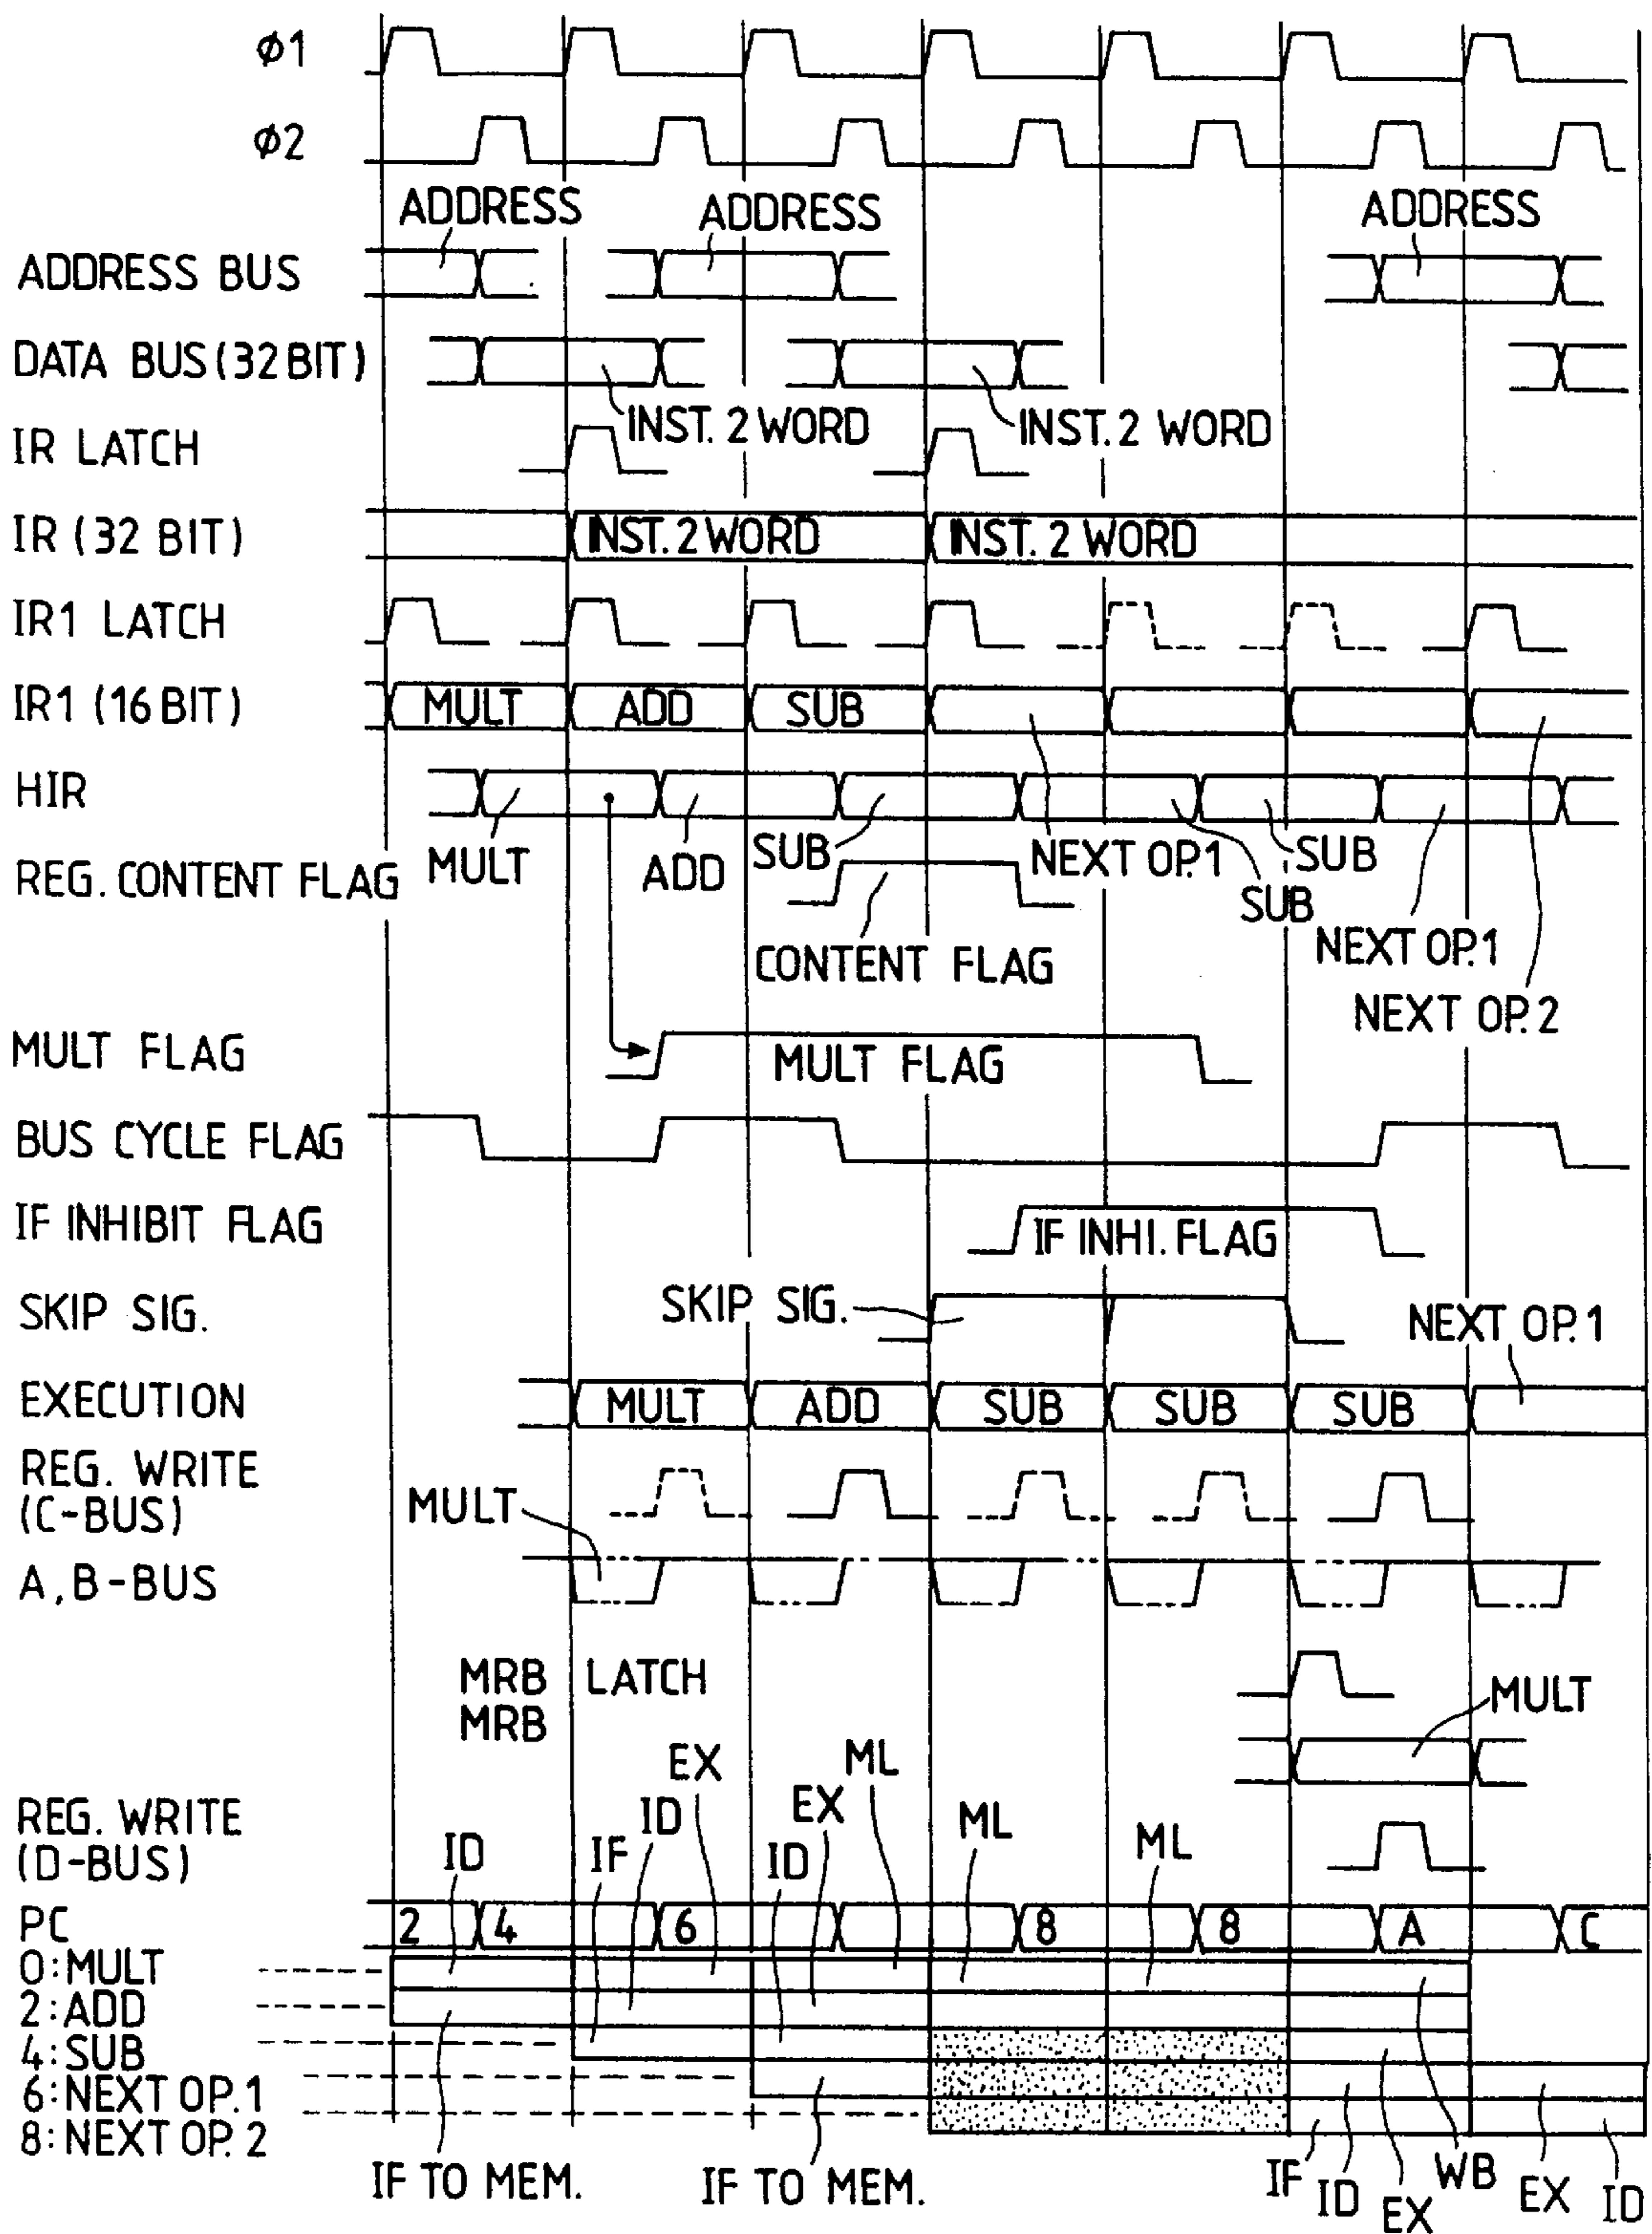 ø1
ø2
ADDRESS ADDRESS ADDRESS
ADDRESS BUS
DATA BUS(32BIT)
INST. 2 WORD INST. 2 WORD
IR LATCH
IR (32 BIT) INST. 2 WORD INST. 2 WORD
IR1 LATCH
IR1 (16BIT) MULT ADD SUB
HIR
MULT ADD SUB NEXT OP.1 SUB
REG. CONTENT FLAG SUB
CONTENT FLAG NEXT OP.1
NEXT OP. 2
MULT FLAG MULT FLAG
BUS CYCLE FLAG
IF INHIBIT FLAG IF INHI. FLAG
SKIP SIG. SKIP SIG. NEXT OP. 1
EXECUTION MULT ADD SUB SUB SUB
REG. WRITE
(C-BUS) MULT
A, B-BUS
MRB LATCH
MRB MULT
EX ML
REG. WRITE ID EX ML ML
(D-BUS) ID IF ID
PC 2 4 6 8 8 A C
0:MULT
2:ADD
4:SUB
6:NEXT OP.1
8:NEXT OP. 2
IF TO MEM. IF TO MEM. IF ID EX WB EX ID